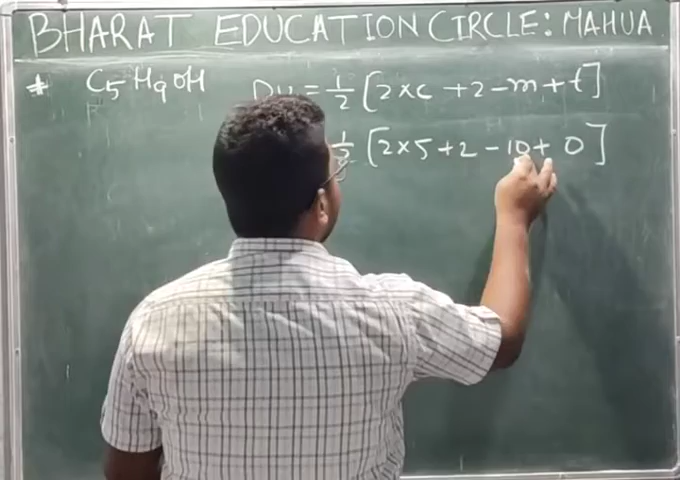 BHARAT EDUCATION CIRCLE: MAHUA
* C5H9OH DU = 1/2 [2×c +2-m+t]
1/2 [2×5+2-10+0]